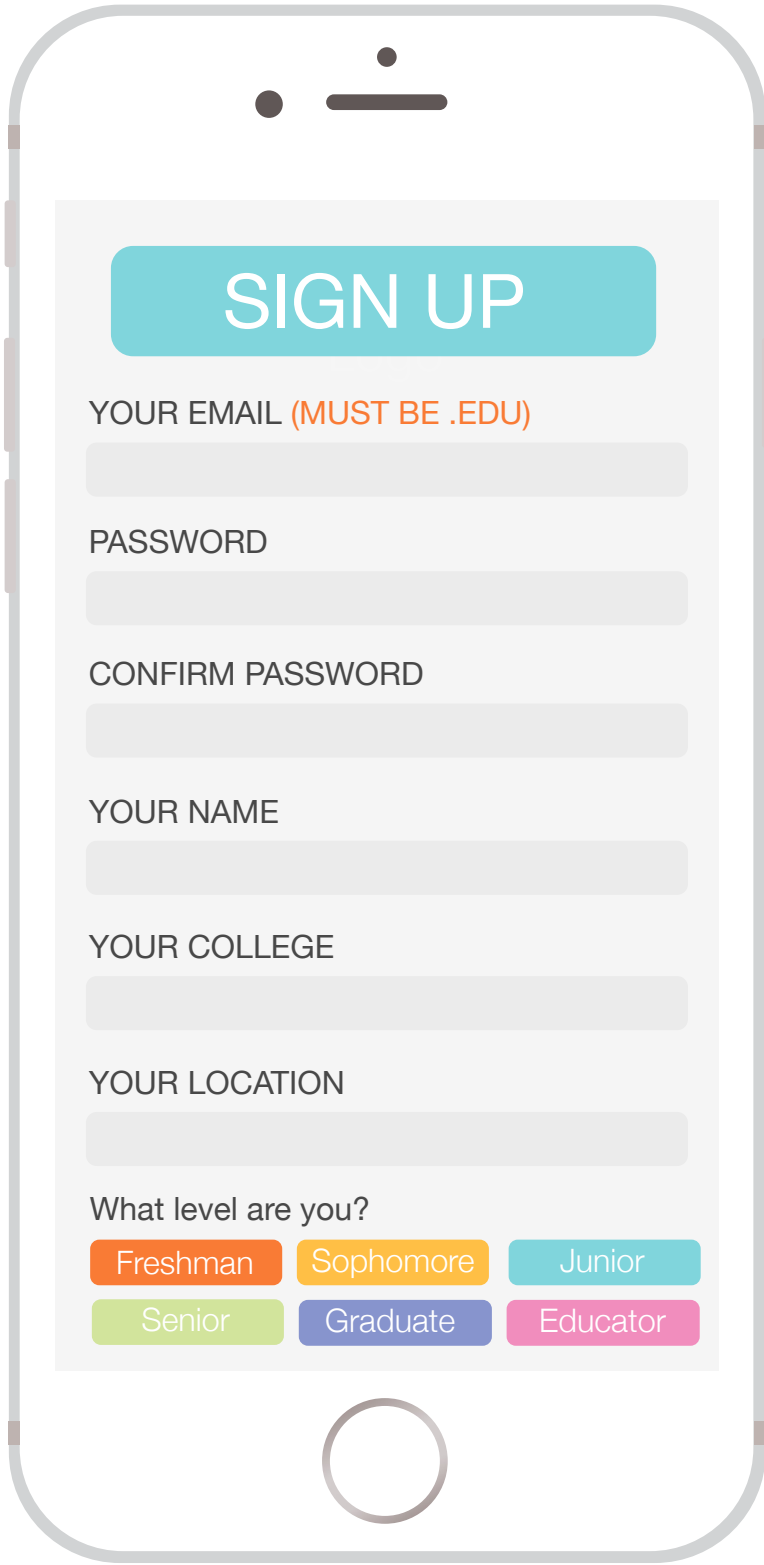 SIGN UP
YOUR EMAIL (MUST BE .EDU)
PASSWORD
CONFIRM PASSWORD
YOUR NAME
YOUR COLLEGE
YOUR LOCATION
What level are you?
Freshman Sophomore Junior
Senior Graduate Educator